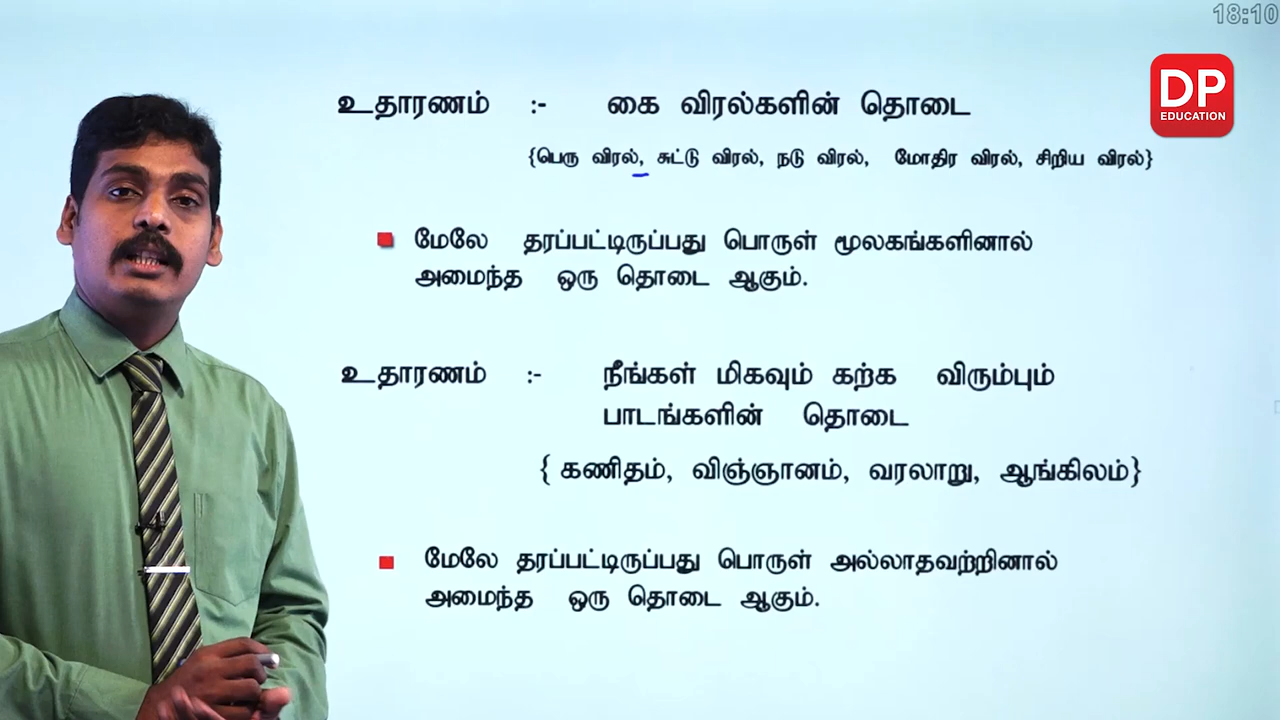 18:10
DP
EDUCATION
உதாரணம் :- கை விரல்களின் தொடை
{பெரு விரல், சுட்டு விரல், நடு விரல், மோதிர விரல், சிறிய விரல்}
மேலே தரப்பட்டிருப்பது பொருள் மூலகங்களினால்
அமைந்த ஒரு தொடை ஆகும்.
உதாரணம் :- நீங்கள் மிகவும் கற்க விரும்பும்
பாடங்களின் தொடை
{ கணிதம், விஞ்ஞானம், வரலாறு, ஆங்கிலம்}
மேலே தரப்பட்டிருப்பது பொருள் அல்லாதவற்றினால்
அமைந்த ஒரு தொடை ஆகும்.